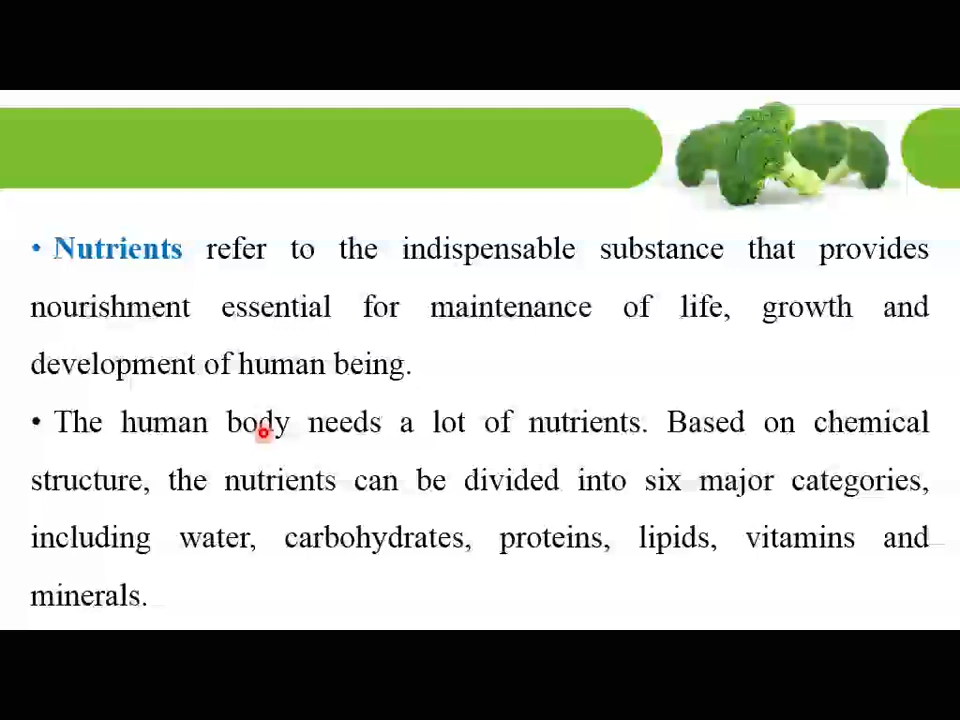 • Nutrients refer to the indispensable substance that provides
nourishment essential for maintenance of life, growth and
development of human being.
• The human body needs a lot of nutrients. Based on chemical
structure, the nutrients can be divided into six major categories,
including water, carbohydrates, proteins, lipids, vitamins and
minerals.